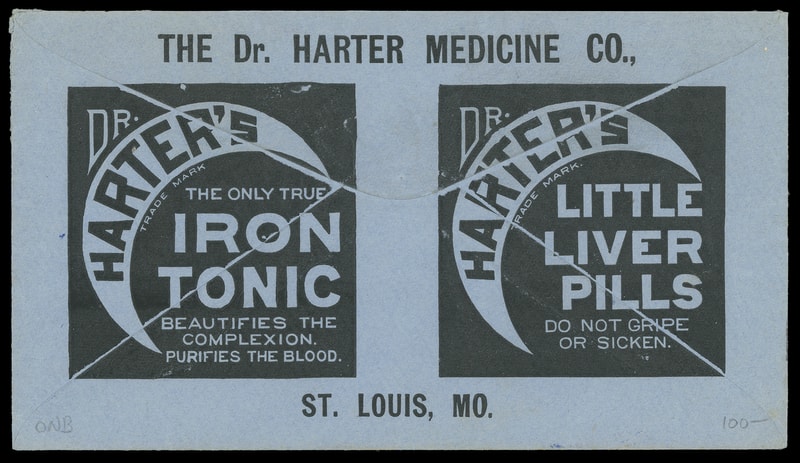 THE Dr. HARTER MEDICINE CO.,
DR.
HARTER'S
TRADE MARK
THE ONLY TRUE
IRON
TONIC
BEAUTIFIES THE
COMPLEXION.
PURIFIES THE BLOOD.
DR.
HARTER'S
TRADE MARK.
LITTLE
LIVER
PILLS
DO NOT GRIPE
OR SICKEN.
ST. LOUIS, MO.
ONB
100-